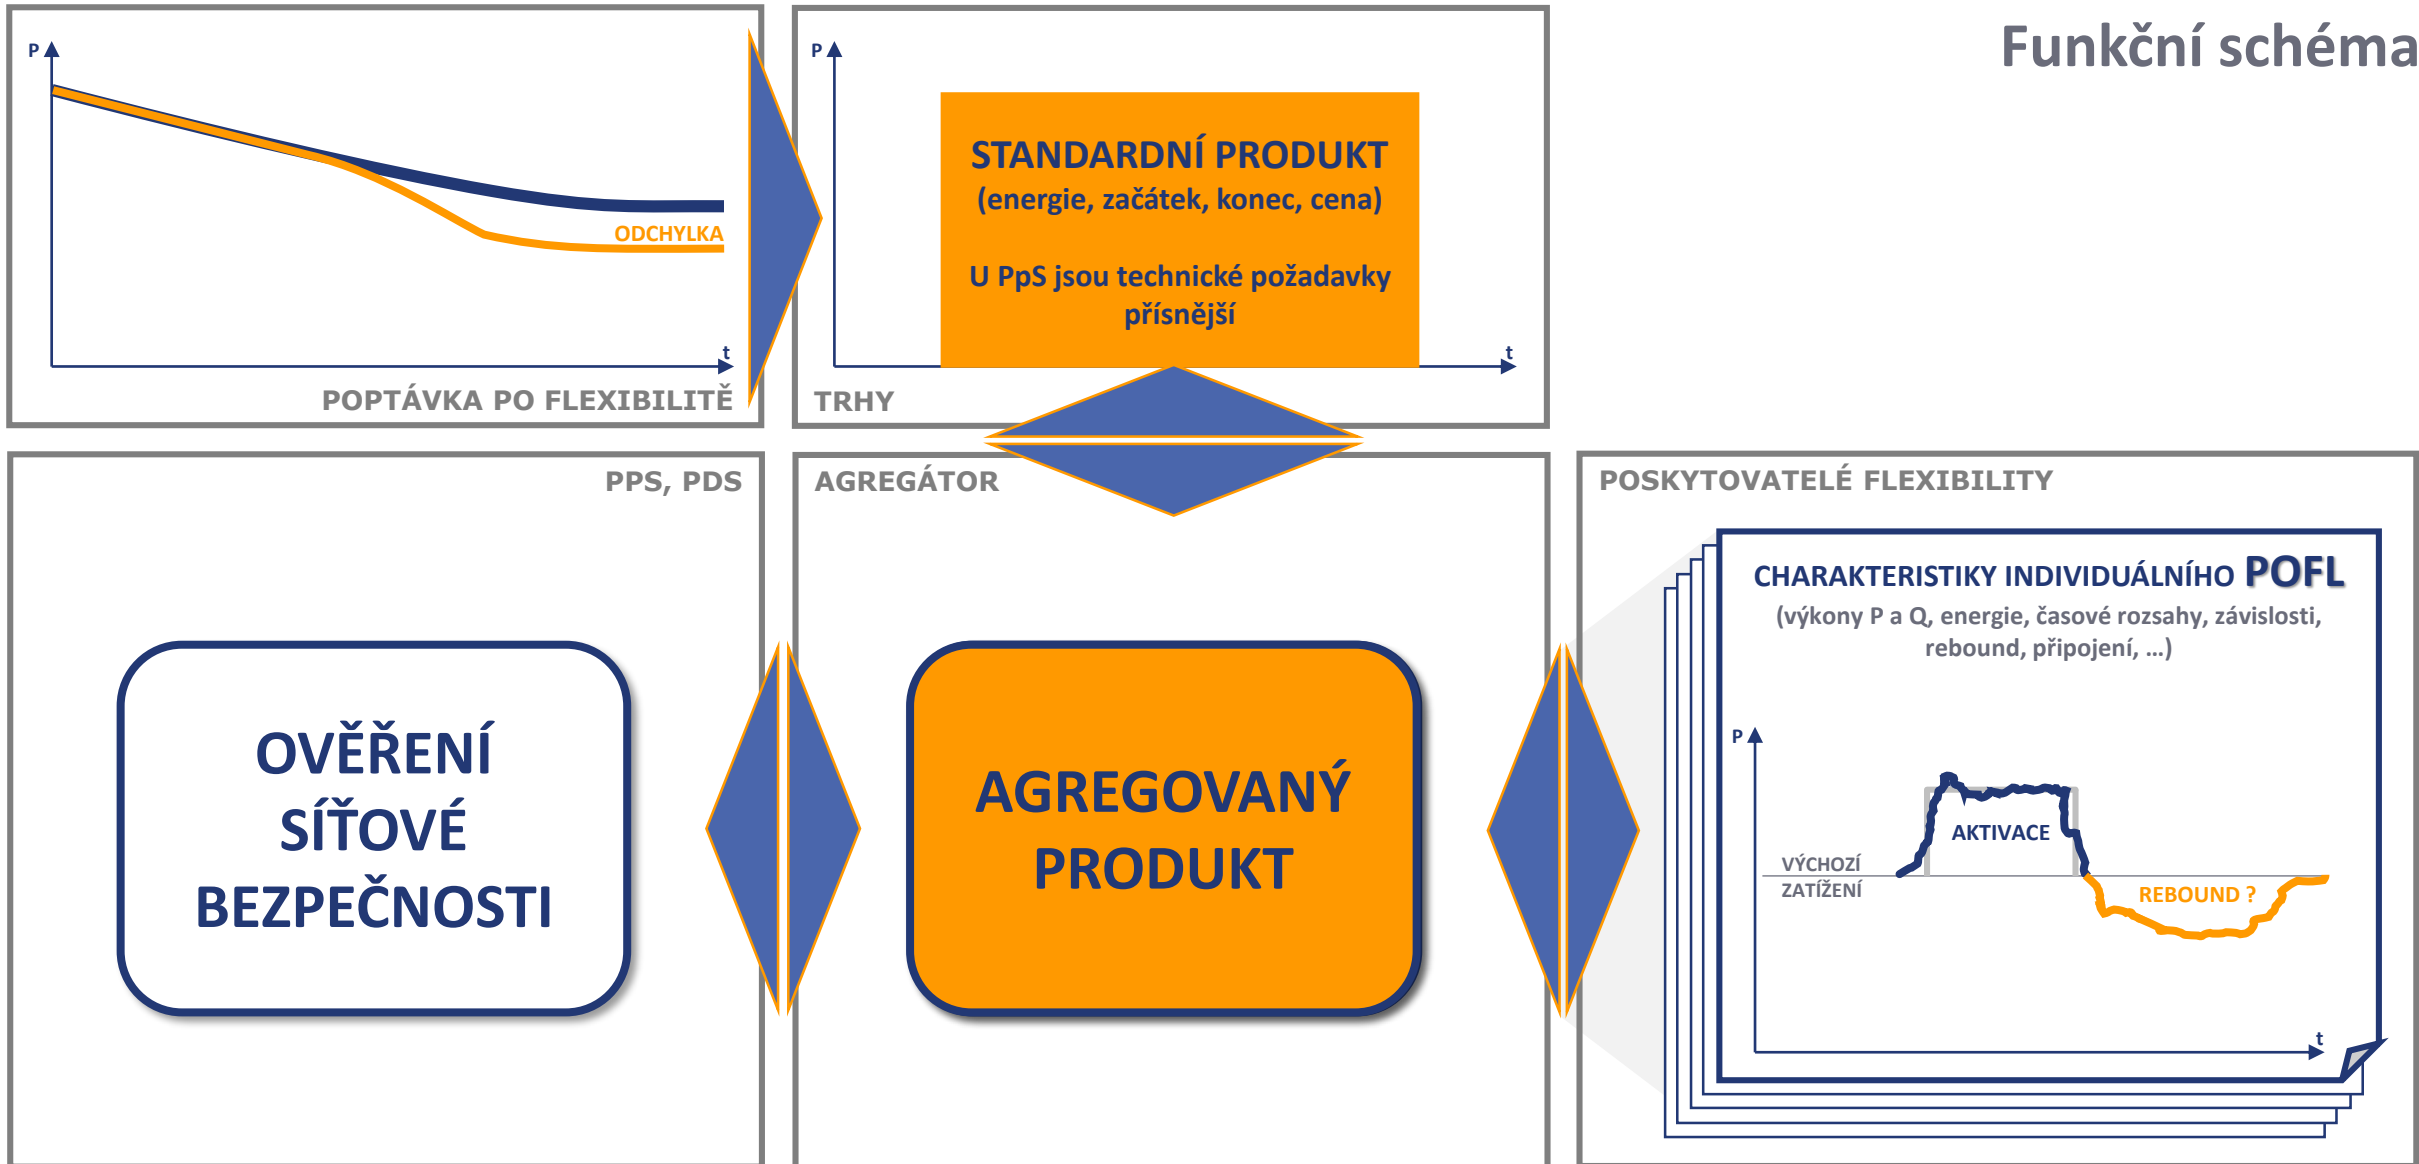 Funkční schéma
P
ODCHYLKA
t
POPTÁVKA PO FLEXIBILITĚ
P
STANDARDNÍ PRODUKT
(energie, začátek, konec, cena)
U PpS jsou technické požadavky
přísnější
t
TRHY
PPS, PDS
OVĚŘENÍ
SÍŤOVÉ
BEZPEČNOSTI
AGREGÁTOR
AGREGOVANÝ
PRODUKT
POSKYTOVATELÉ FLEXIBILITY
CHARAKTERISTIKY INDIVIDUÁLNÍHO POFL
(výkony P a Q, energie, časové rozsahy, závislosti,
rebound, připojení, ...)
P
AKTIVACE
VÝCHOZÍ
ZATÍŽENÍ
REBOUND ?
t